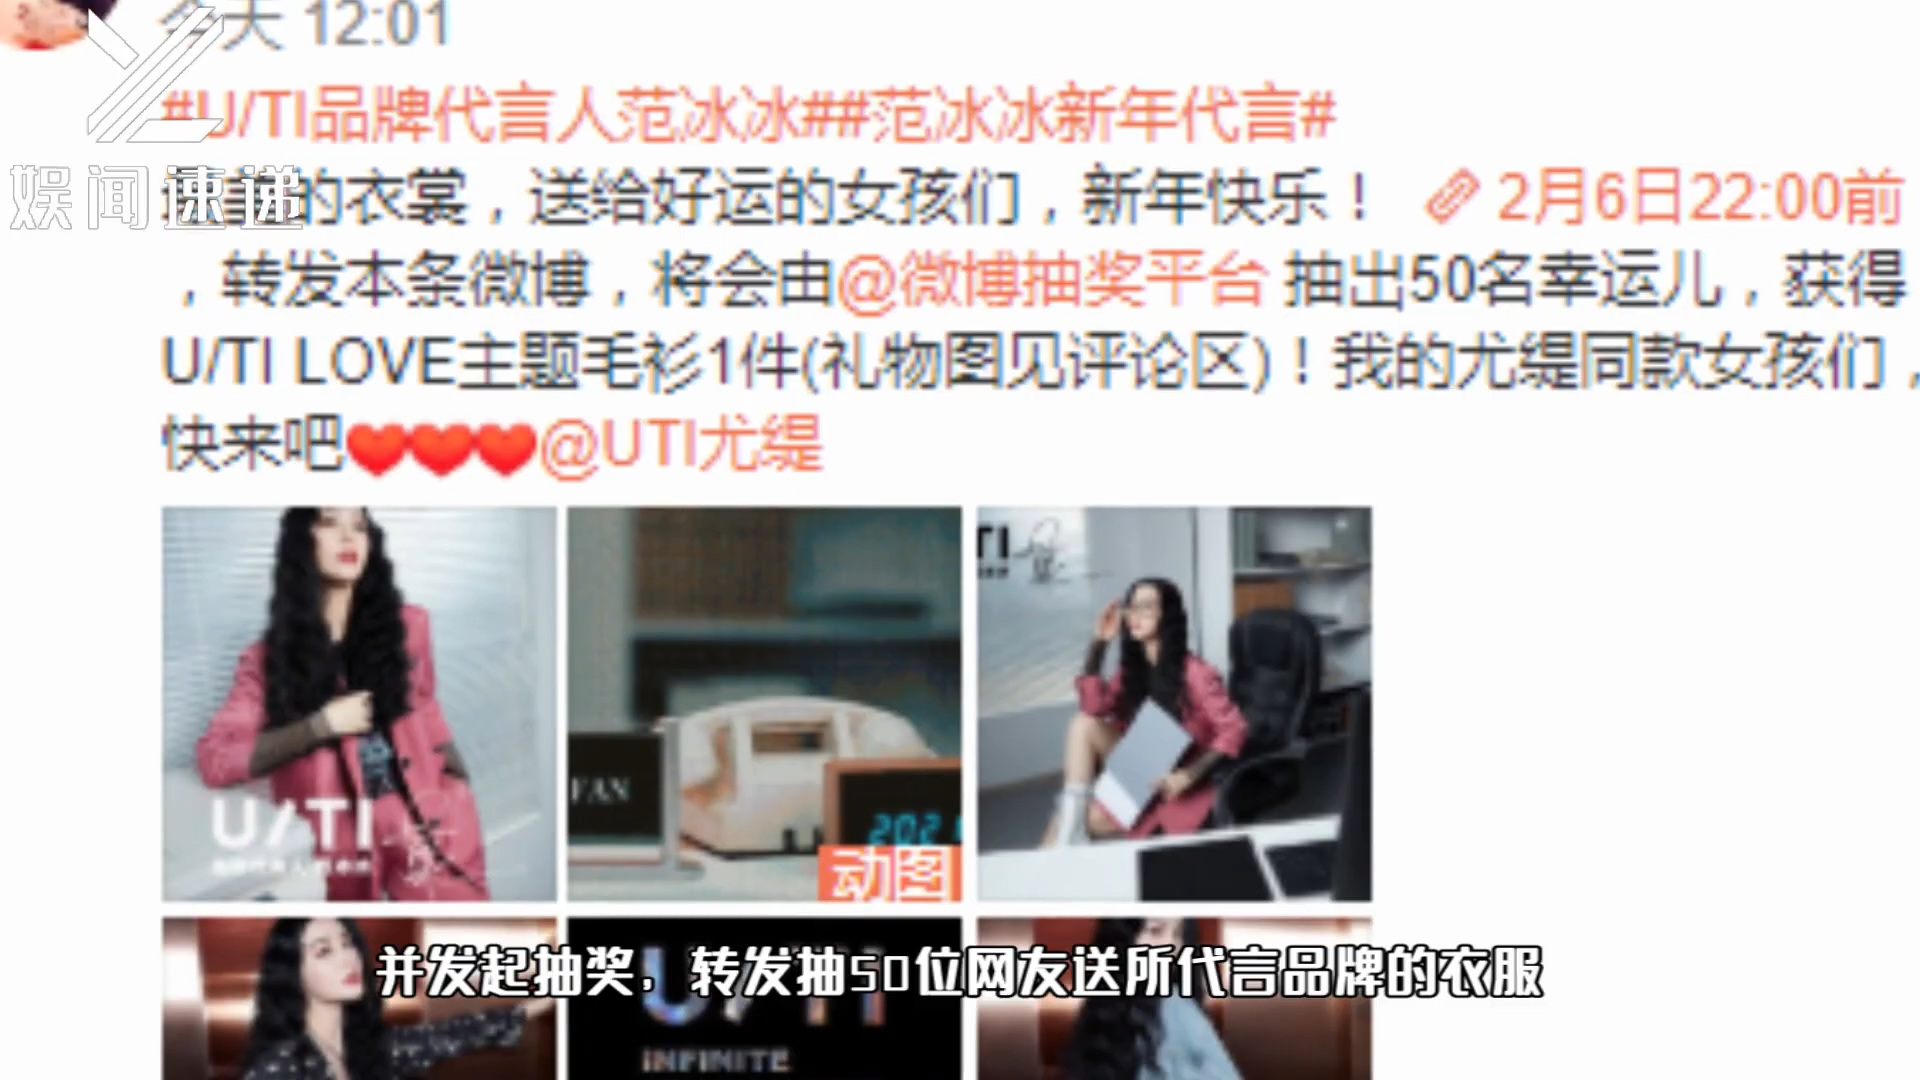 今天 12:01
#U/TI品牌代言人范冰冰##范冰冰新年代言#
的衣裳，送给好运的女孩们，新年快乐！ 2月6日22:00前
，转发本条微博，将会由@微博抽奖平台 抽出50名幸运儿，获得
U/TI LOVE主题毛衫1件(礼物图见评论区)！我的尤缇同款女孩们，
快来吧❤❤❤@UTI尤缇
娱闻速递
U/TI
FAN
202
动图
TI
并发起抽奖，转发抽50位网友送所代言品牌的衣服
U/TI
INFINITE